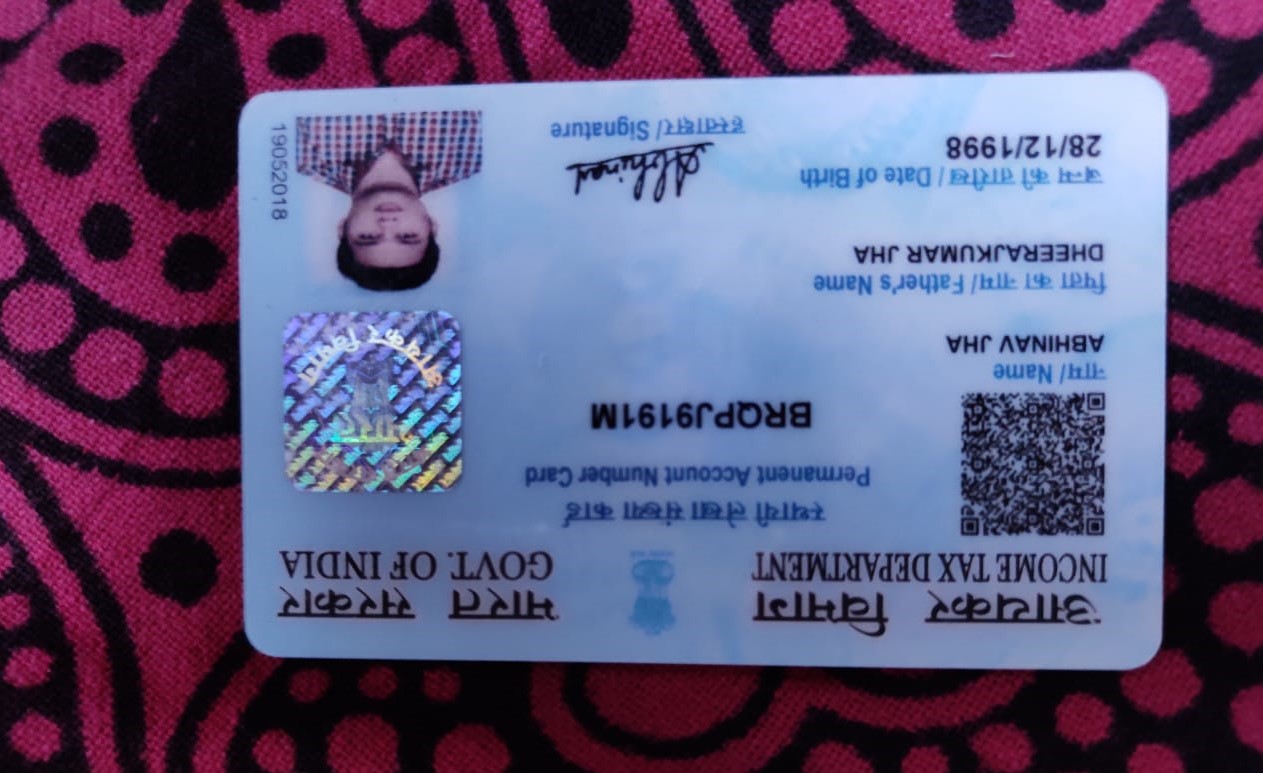 आयकर विभाग
INCOME TAX DEPARTMENT
भारत सरकार
GOVT. OF INDIA
स्थायी लेखा संख्या कार्ड
Permanent Account Number Card
BRQPJ9191M
नाम/ Name
ABHINAV JHA
पिता का नाम/ Father's Name
DHEERAJKUMAR JHA
जन्म की तारीख / Date of Birth
28/12/1998
Abhinav
हस्ताक्षर/ Signature
19052018
आयकर विभाग